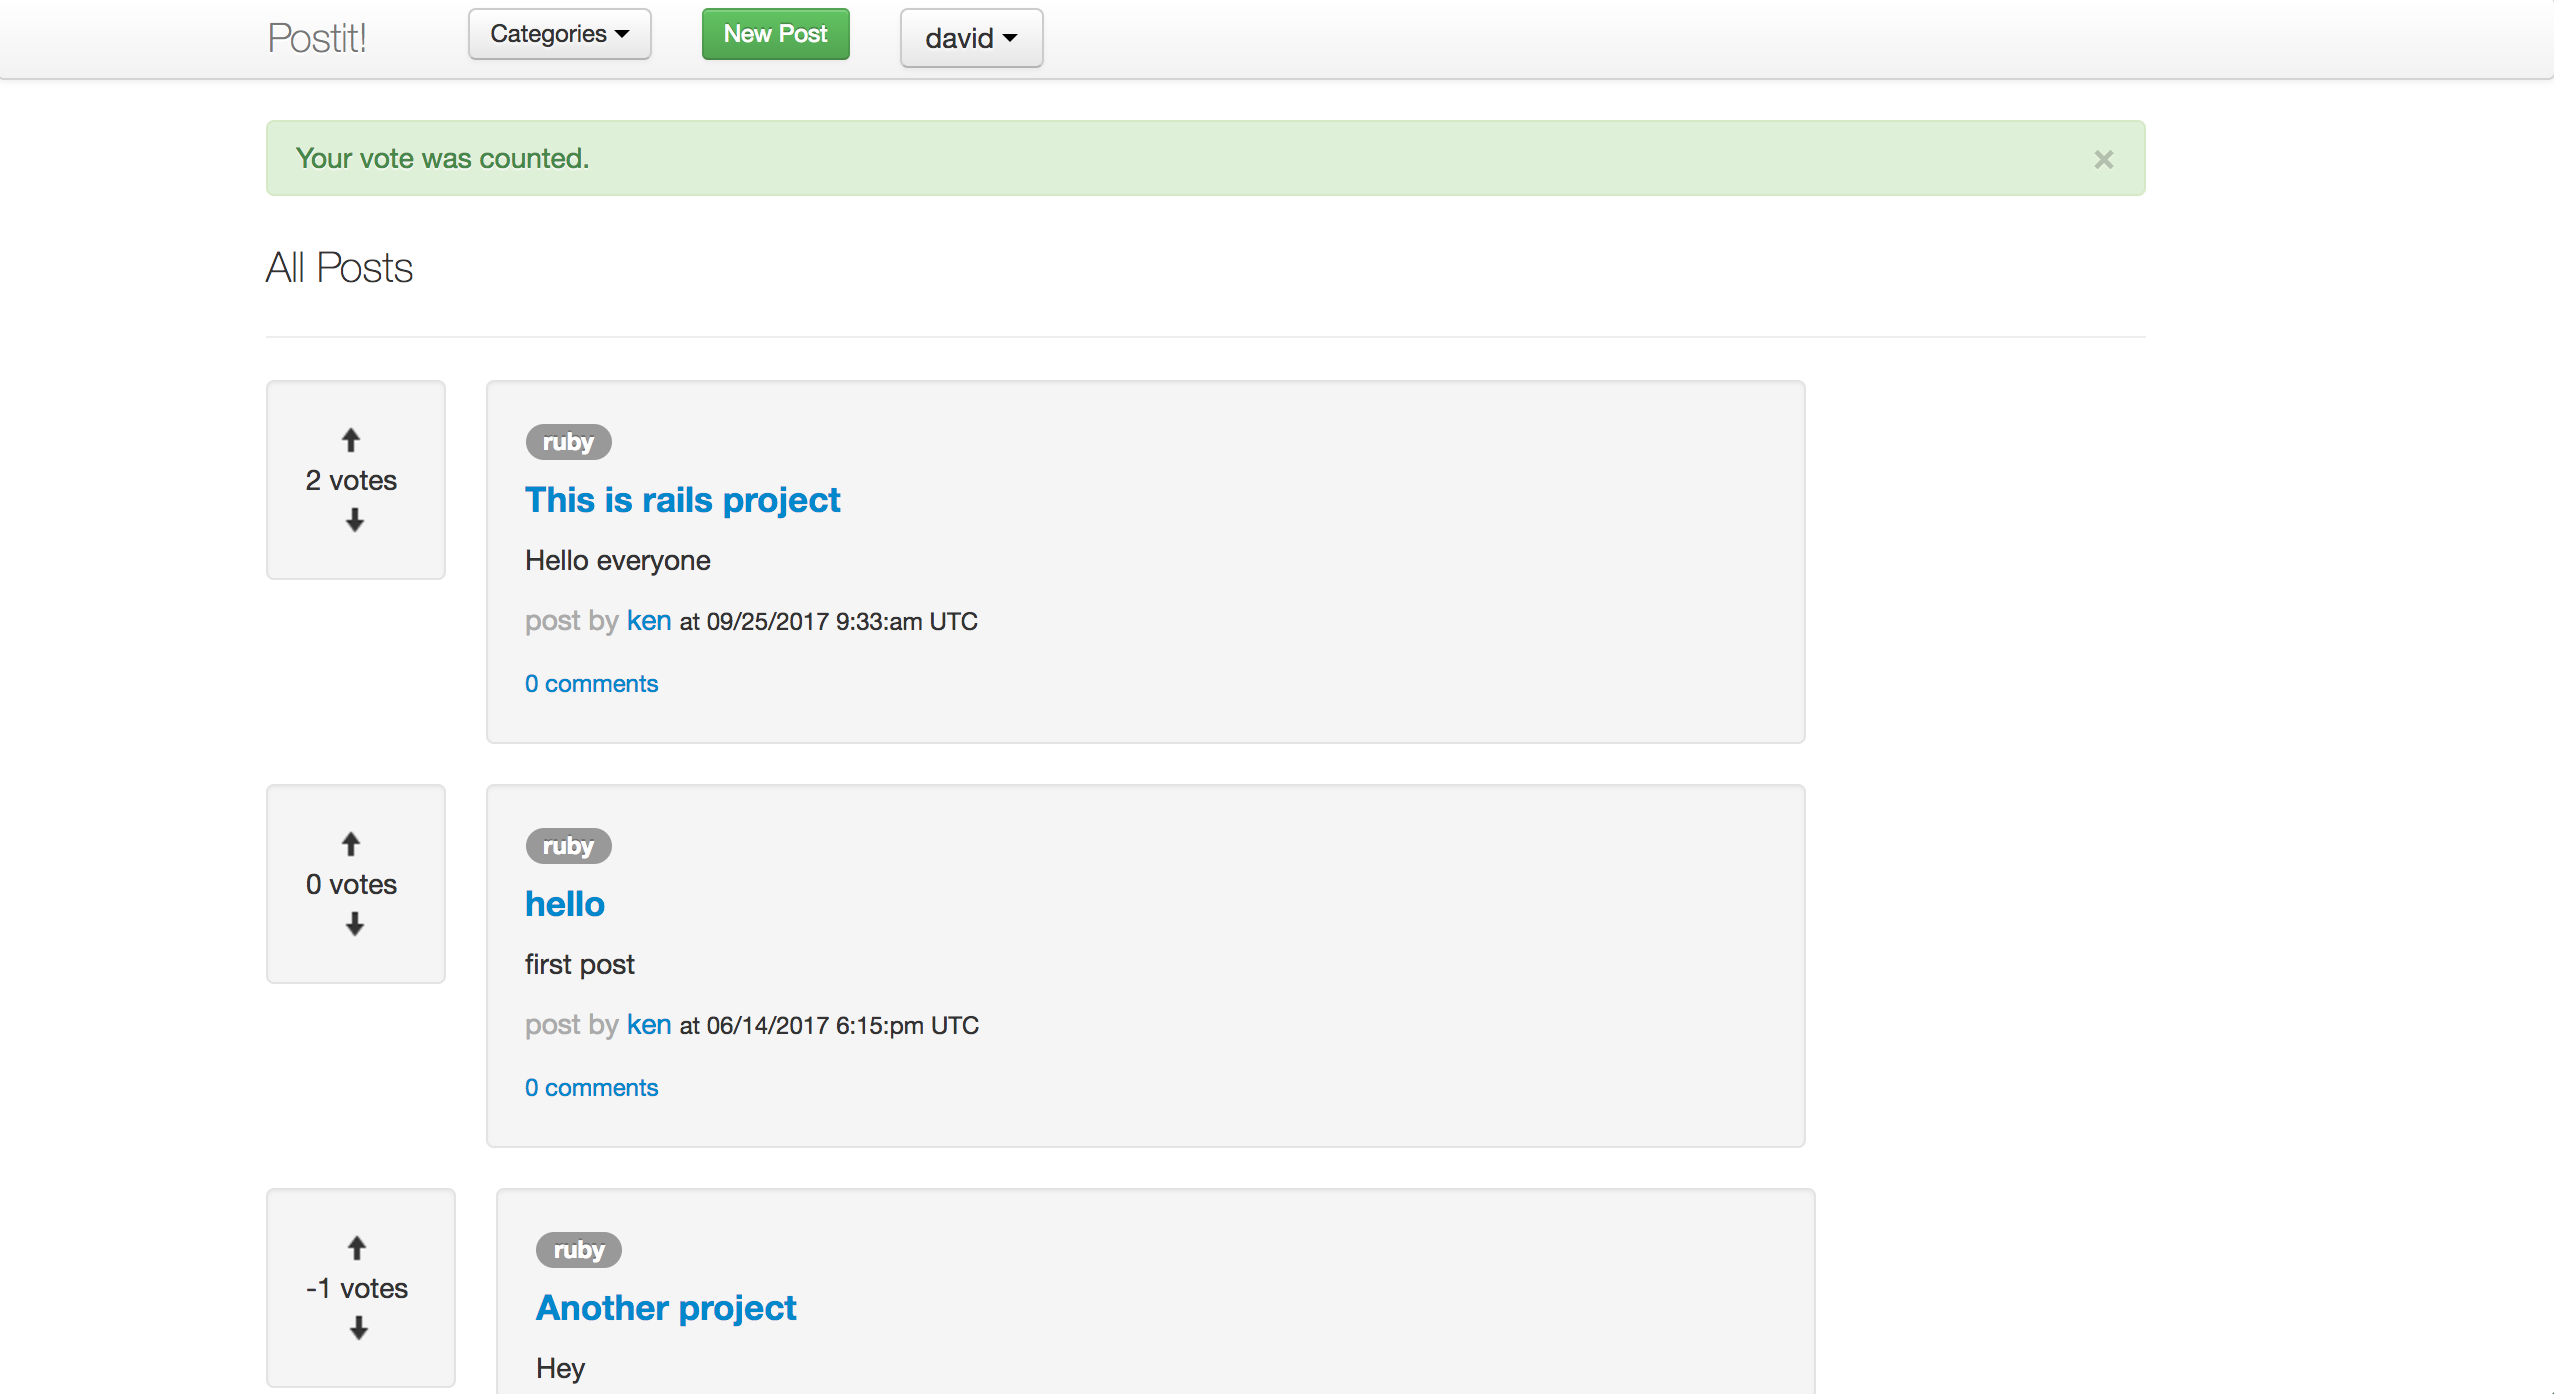 Postit!
Categories
New Post
david
Your vote was counted.
×
All Posts
2 votes
ruby
This is rails project
Hello everyone
post by ken at 09/25/2017 9:33:am UTC
0 comments
0 votes
ruby
hello
first post
post by ken at 06/14/2017 6:15:pm UTC
0 comments
-1 votes
ruby
Another project
Hey